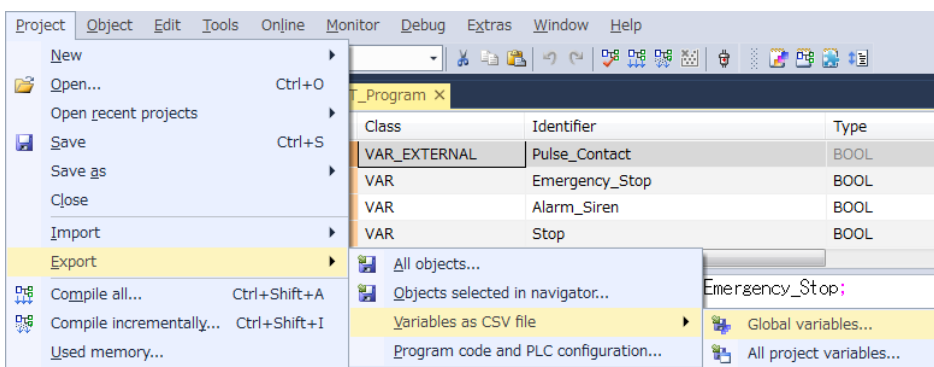 Project Object Edit Tools Online Monitor Debug Extras Window Help
New
Open... Ctrl+O
Open recent projects
Save Ctrl+S
Save as
Close
Import
Export
Compile all... Ctrl+Shift+A
Compile incrementally... Ctrl+Shift+I
Used memory...
T_Program
Class Identifier Type
VAR_EXTERNAL Pulse_Contact BOOL
VAR Emergency_Stop BOOL
VAR Alarm_Siren BOOL
VAR Stop BOOL
All objects...
Objects selected in navigator...
Variables as CSV file
Program code and PLC configuration...
Emergency_Stop;
Global variables...
All project variables...